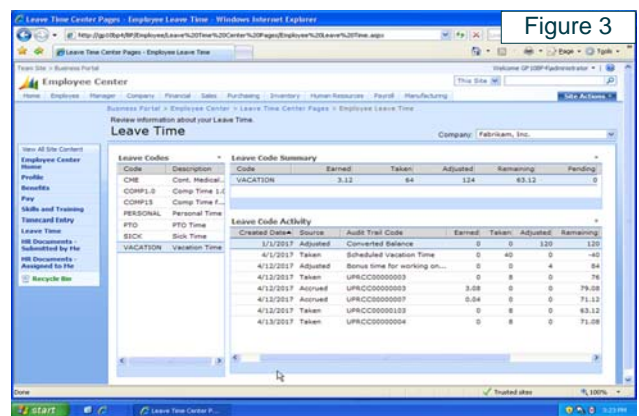 Figure 3
Leave Time Center Pages - Employee Leave Time - Windows Internet Explorer
Leave Time Center Pages - Employee Leave Time
Page
Tools
Team Site > Business Portal
Welcome
Employee Center
This Site
Home Employee Manager Company Financial Sales Purchasing Inventory Human Resources Payroll Manufacturing
Site Actions
Business Portal > Employee Center > Leave Time Center Pages > Employee Leave Time
Review information about your Leave Time.
Leave Time
Company: Fabrikam, Inc.
View All Site Content
Employee Center Home
Profile
Benefits
Pay
Skills and Training
Timecard Entry
Leave Time
HR Documents - Submitted by Me
HR Documents - Assigned to Me
Recycle Bin
Leave Codes
Code Description
CME Cont. Medical...
COMP1.0 Comp Time 1.0
COMP15 Comp Time f...
PERSONAL Personal Time
PTO PTO Time
SICK Sick Time
VACATION Vacation Time
Leave Code Summary
Code Earned Taken Adjusted Remaining Pending
VACATION 3.12 64 124 63.12 0
Leave Code Activity
Created Date Source Audit Trail Code Earned Taken Adjusted Remaining
1/1/2017 Adjusted Converted Balance 0 0 120 120
4/1/2017 Taken Scheduled Vacation Time 0 40 0 -40
4/12/2017 Adjusted Bonus time for working on... 0 0 4 84
4/12/2017 Taken UPRCC00000003 0 8 0 76
4/12/2017 Accrued UPRCC00000003 3.08 0 0 79.08
4/12/2017 Accrued UPRCC00000007 0.04 0 0 71.12
4/12/2017 Taken UPRCC00000103 0 8 0 63.12
4/13/2017 Taken UPRCC00000004 0 8 0 71.08
Done
Trusted sites
100%
start
Leave Time Center P...
5:23 PM